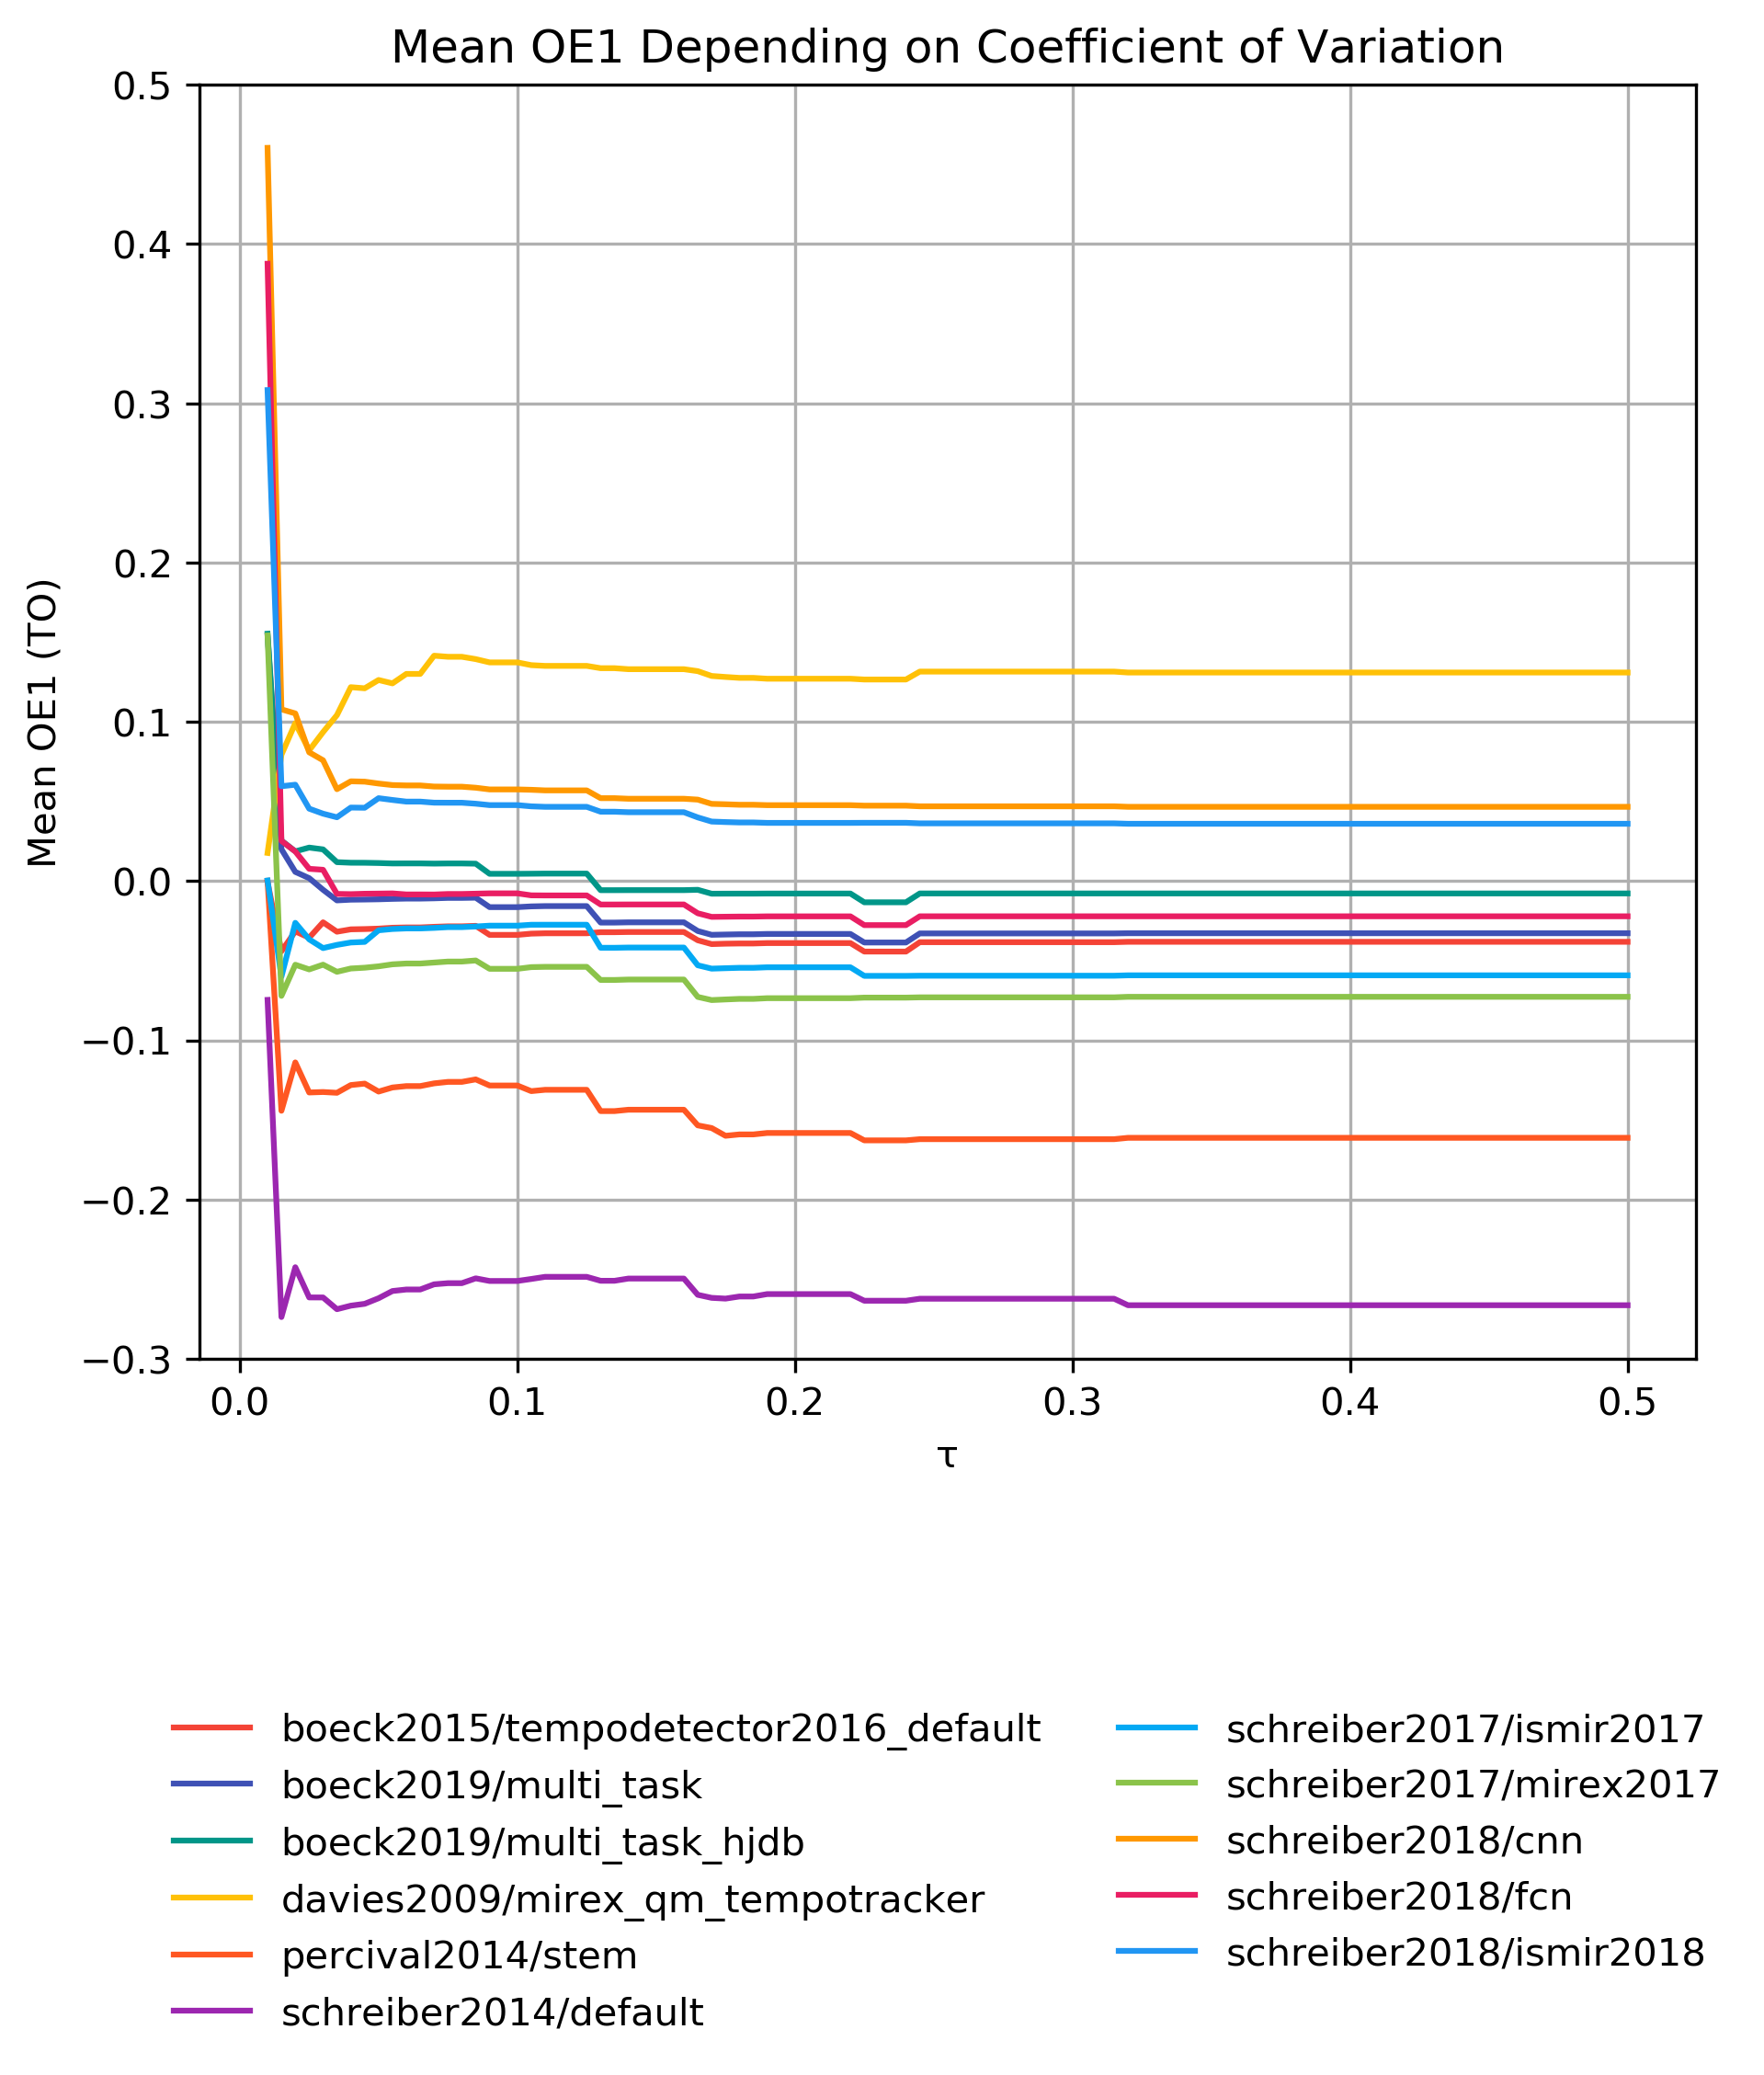 Mean OE1 Depending on Coefficient of Variation
0.5
0.4
0.3
0.2
0.1
0.0
−0.1
−0.2
−0.3
Mean OE1 (TO)
0.0 0.1 0.2 0.3 0.4 0.5
τ
boeck2015/tempodetector2016_default
boeck2019/multi_task
boeck2019/multi_task_hjdb
davies2009/mirex_qm_tempotracker
percival2014/stem
schreiber2014/default
schreiber2017/ismir2017
schreiber2017/mirex2017
schreiber2018/cnn
schreiber2018/fcn
schreiber2018/ismir2018